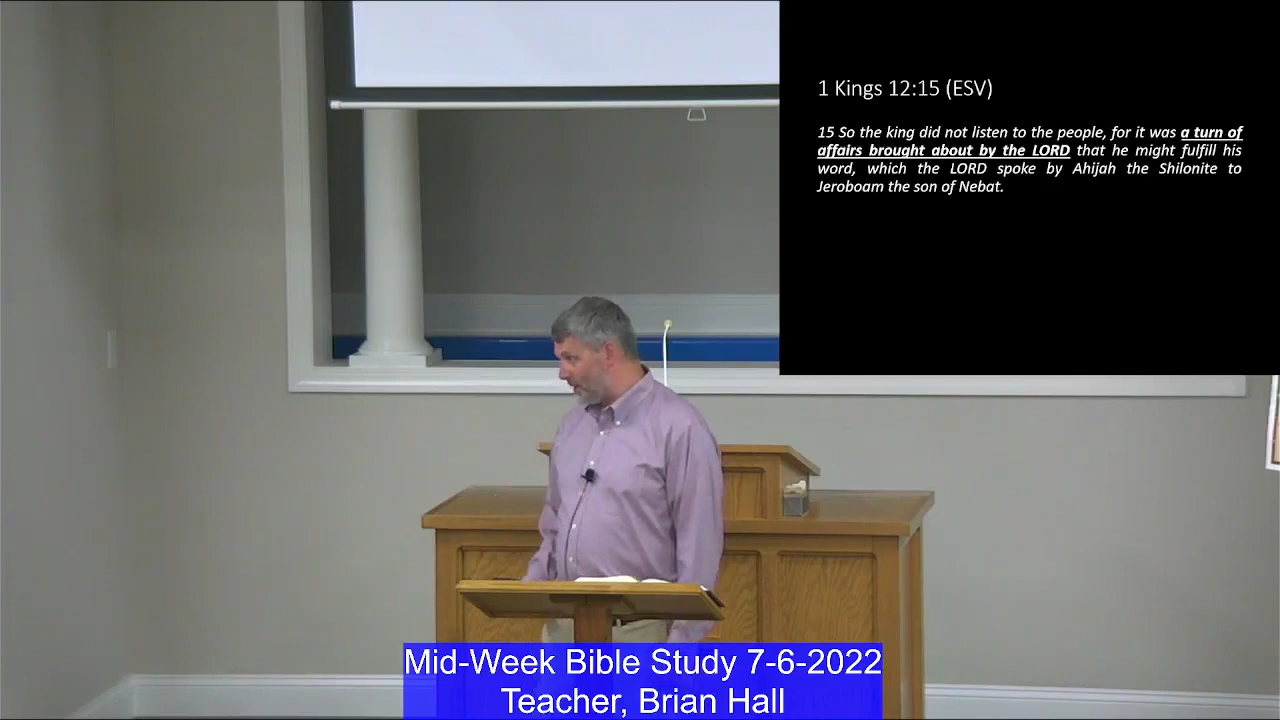 1 Kings 12:15 (ESV)
15 So the king did not listen to the people, for it was a turn of
affairs brought about by the LORD that he might fulfill his
word, which the LORD spoke by Ahijah the Shilonite to
Jeroboam the son of Nebat.
Mid-Week Bible Study 7-6-2022
Teacher, Brian Hall